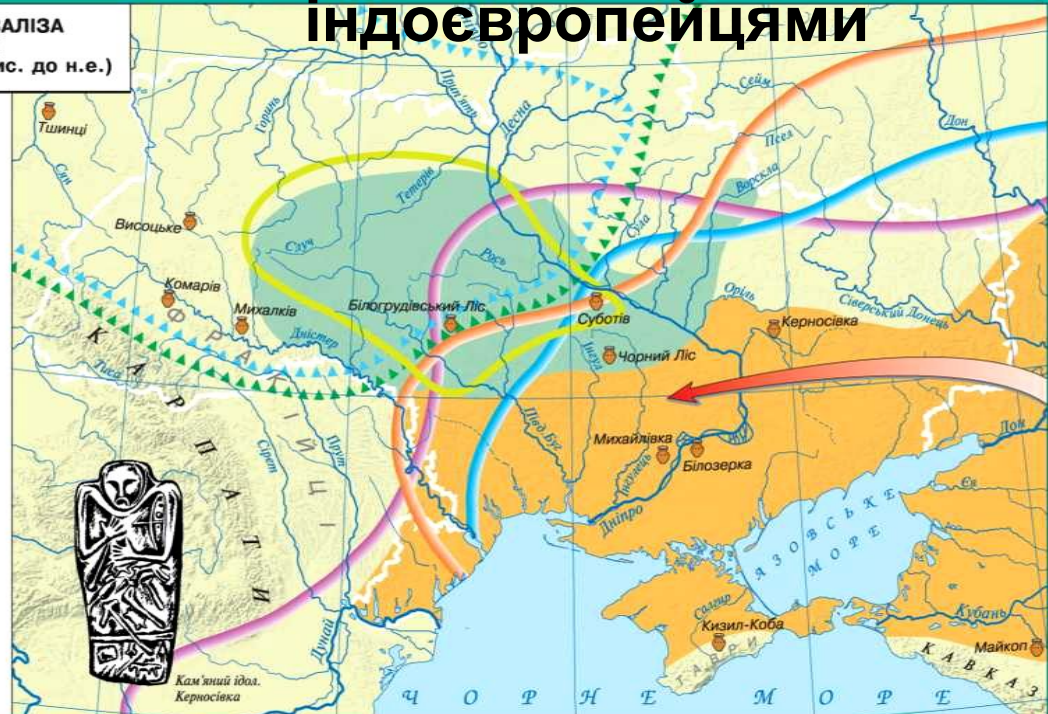 індоєвропейцями
АЛІЗА
ис. до н.е.)
Тшинці
Сян
Горинь
Прип'ять
Десна
Сейм
Псел
Дон
Ворскла
Тетерів
Висоцьке
Случ
Рось
Сула
Комарів
Михалків
Білогрудівський Ліс
Дністер
Суботів
Оріль
Сіверський Донець
Керносівка
Чорний Ліс
Інгул
ФРАКІЙЦІ
КАРПАТИ
Тиса
Сірет
Прут
Півд. Буг
Михайлівка
Білозерка
Інгулець
Дніпро
Дон
Єя
АЗОВСЬКЕ
МОРЕ
Салгир
Кизил-Коба
ТАВРИ
Кубань
Майкоп
КАВКАЗ
Дунай
Кам'яний ідол.
Керносівка
ЧОРНЕ МОРЕ